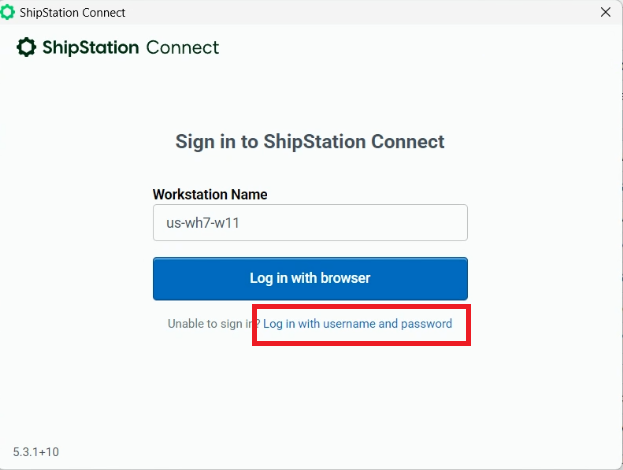 ShipStation Connect
ShipStation Connect
Sign in to ShipStation Connect
Workstation Name
us-wh7-w11
Log in with browser
Unable to sign in? Log in with username and password
5.3.1+10